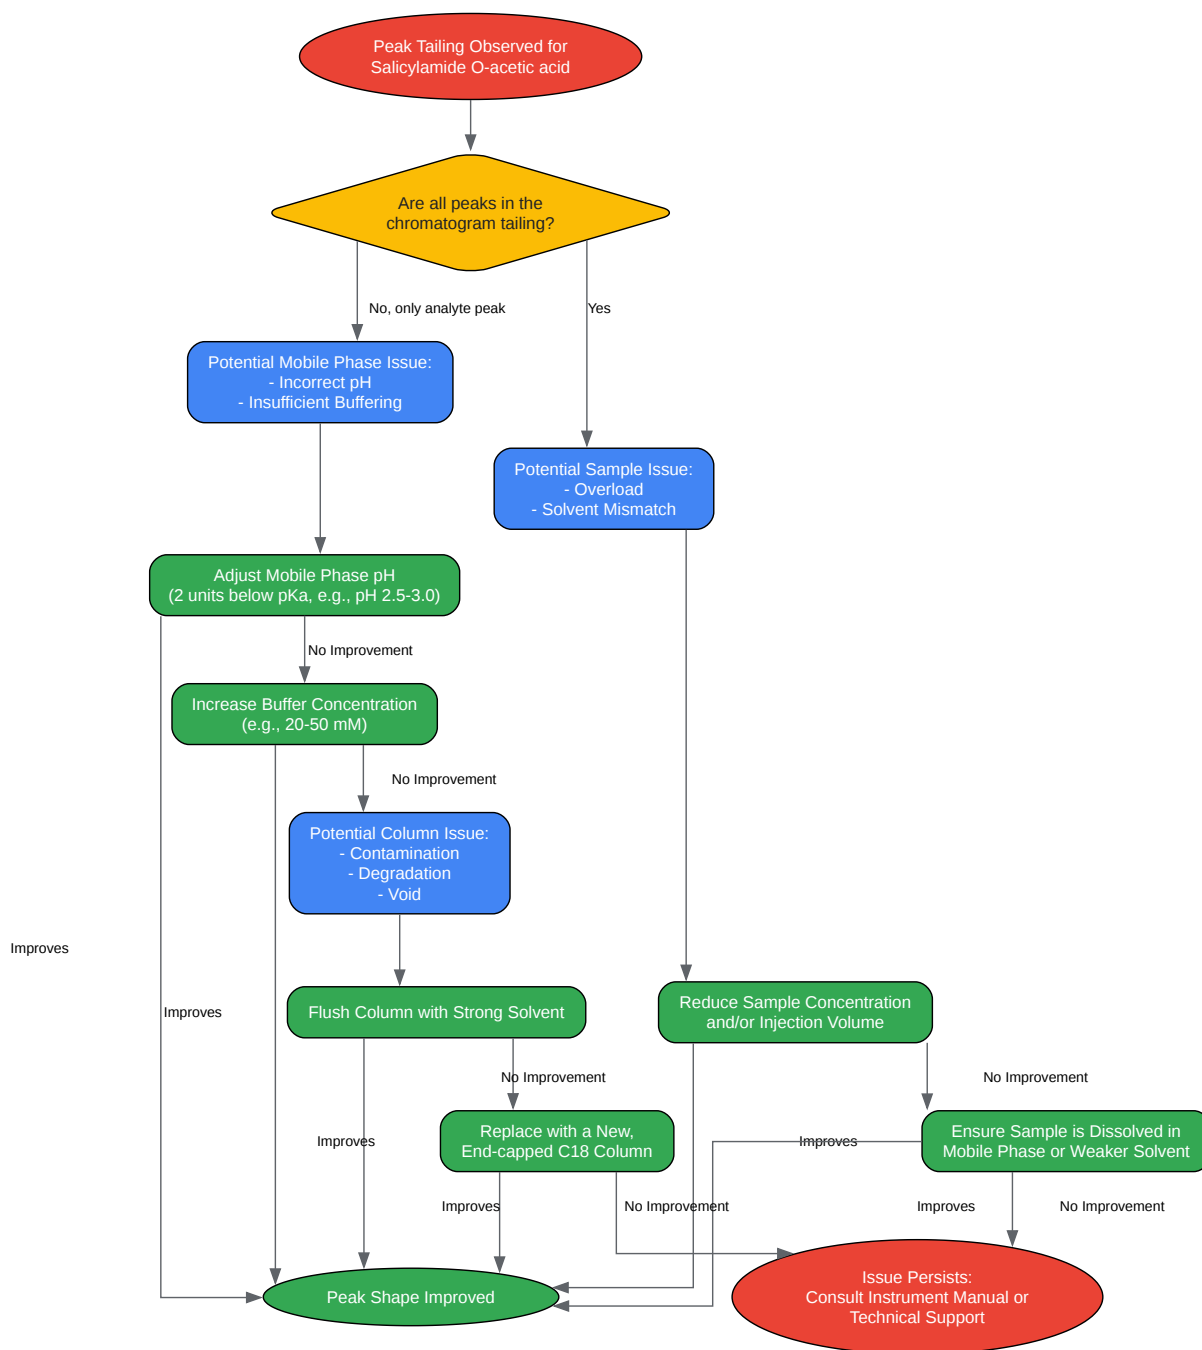 Peak Tailing Observed for
Salicylamide O-acetic acid
Are all peaks in the
chromatogram tailing?
No, only analyte peak
Yes
Potential Mobile Phase Issue:
- Incorrect pH
- Insufficient Buffering
Potential Sample Issue:
- Overload
- Solvent Mismatch
Adjust Mobile Phase pH
(2 units below pKa, e.g., pH 2.5-3.0)
No Improvement
Increase Buffer Concentration
(e.g., 20-50 mM)
No Improvement
Potential Column Issue:
- Contamination
- Degradation
- Void
Improves
Improves
Flush Column with Strong Solvent
Reduce Sample Concentration
and/or Injection Volume
No Improvement
No Improvement
Improves
Replace with a New,
End-capped C18 Column
Improves
Ensure Sample is Dissolved in
Mobile Phase or Weaker Solvent
Improves
No Improvement
Improves
No Improvement
Peak Shape Improved
Issue Persists:
Consult Instrument Manual or
Technical Support